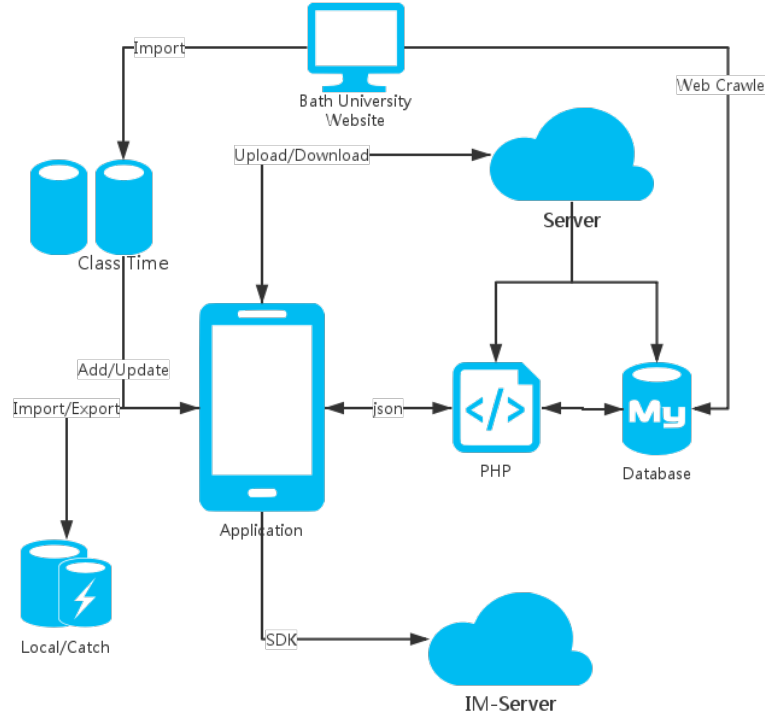 Import
Bath University
Website
Web Crawle
Upload/Download
Server
Class Time
Add/Update
Import/Export
json
My
PHP
Database
Application
Local/Catch
SDK
IM-Server